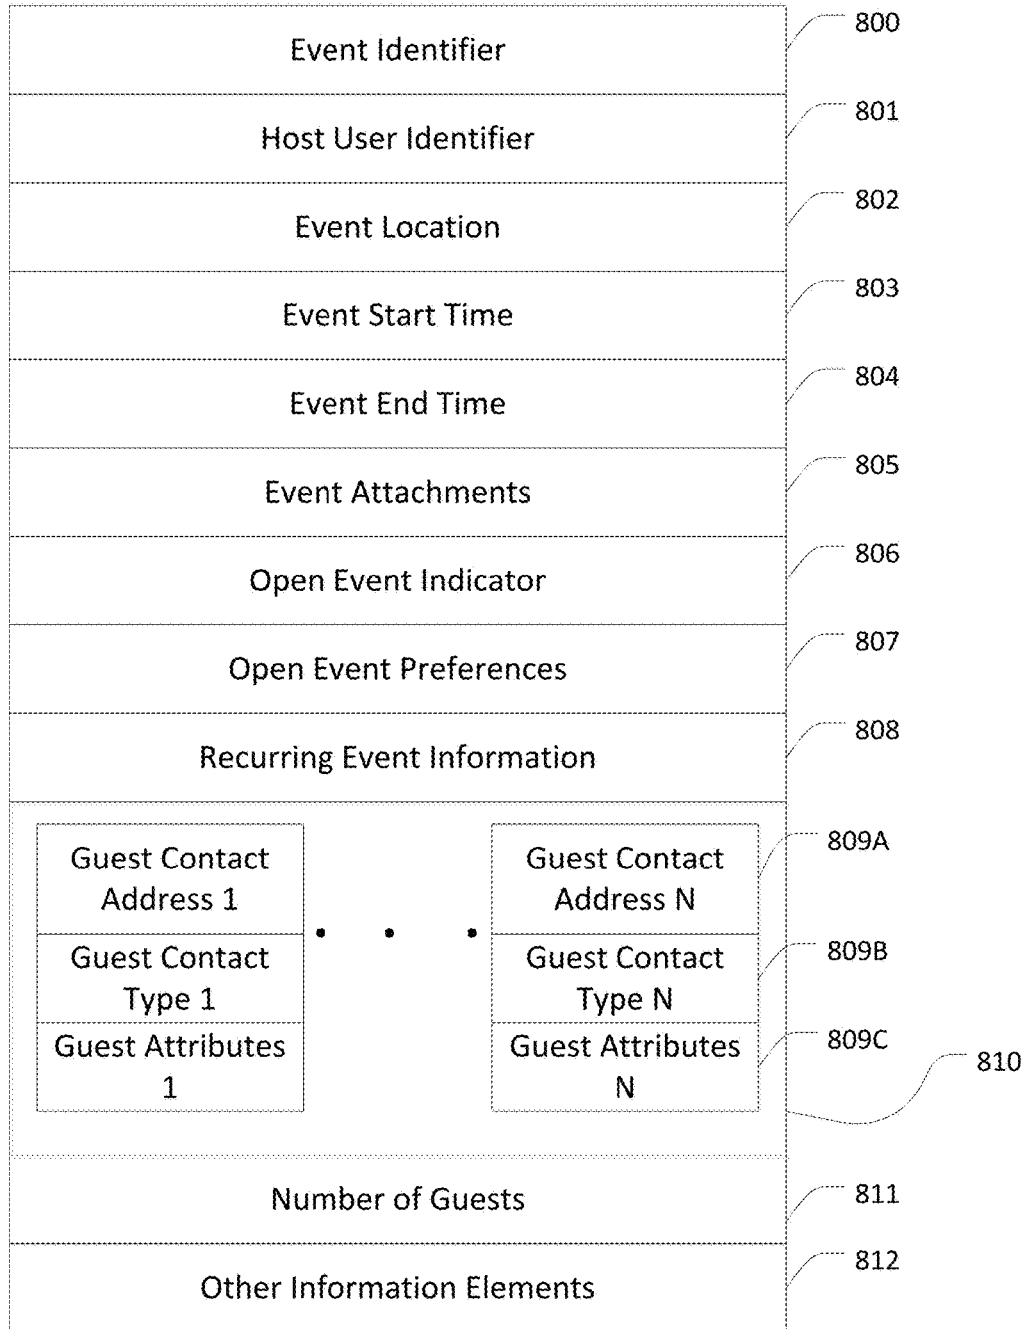 Event Identifier
800
Host User Identifier
801
Event Location
802
Event Start Time
803
Event End Time
804
Event Attachments
805
Open Event Indicator
806
Open Event Preferences
807
Recurring Event Information
808
Guest Contact
Address 1
Guest Contact
Type 1
Guest Attributes
1
Guest Contact
Address N
Guest Contact
Type N
Guest Attributes
N
809A
809B
809C
810
Number of Guests
811
Other Information Elements
812